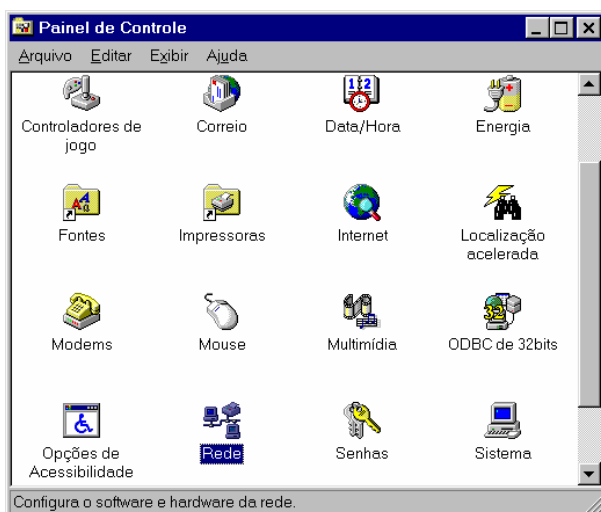 Painel de Controle
Arquivo Editar Exibir Ajuda
Controladores de jogo
Correio
Data/Hora
Energia
Fontes
Impressoras
Internet
Localização acelerada
Modems
Mouse
Multimídia
ODBC de 32bits
Opções de Acessibilidade
Rede
Senhas
Sistema
Configura o software e hardware da rede.